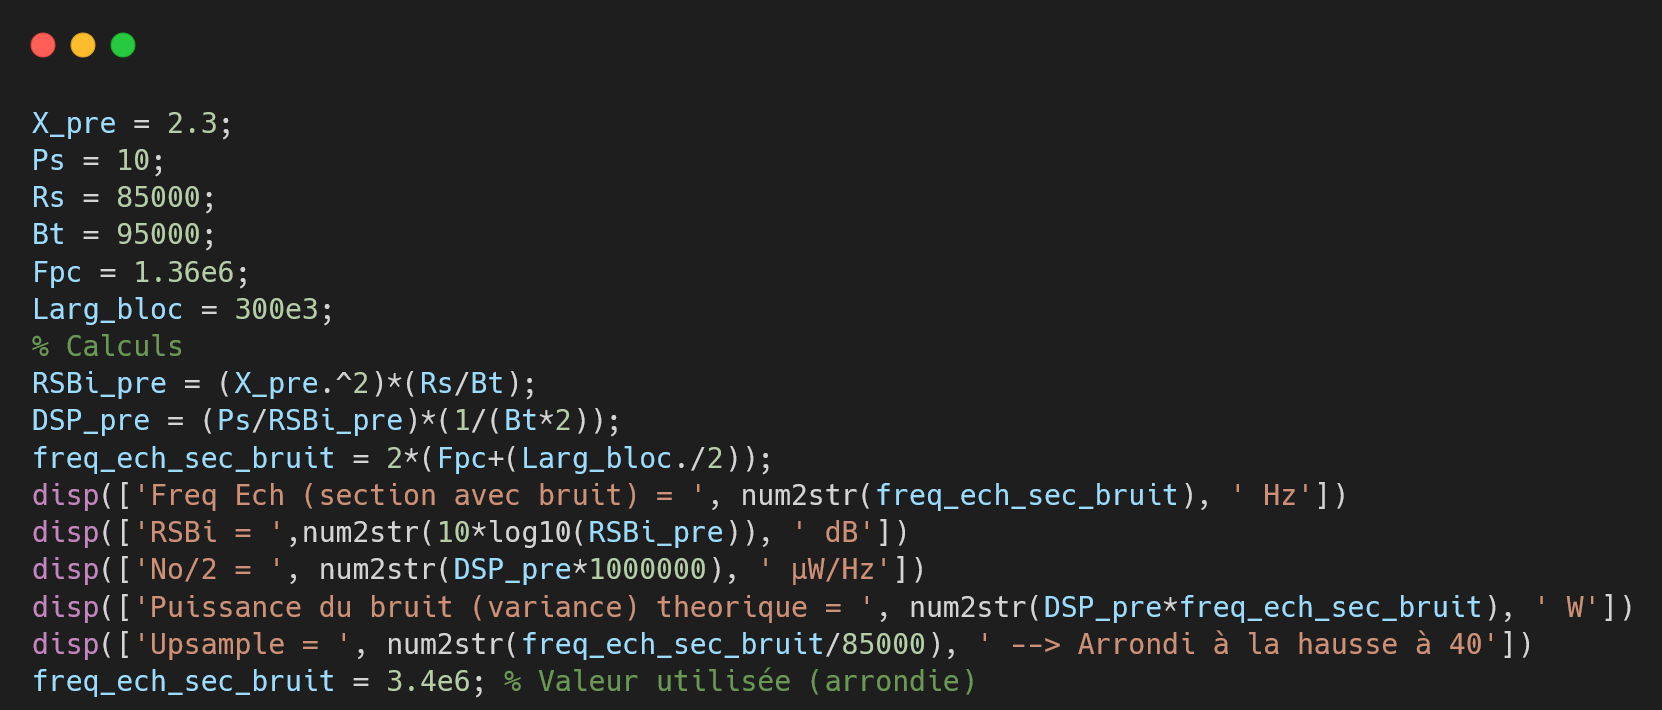 X_pre = 2.3;
Ps = 10;
Rs = 85000;
Bt = 95000;
Fpc = 1.36e6;
Larg_bloc = 300e3;
% Calculs
RSBi_pre = (X_pre.^2)*(Rs/Bt);
DSP_pre = (Ps/RSBi_pre)*(1/(Bt*2));
freq_ech_sec_bruit = 2*(Fpc+(Larg_bloc./2));
disp(['Freq Ech (section avec bruit) = ', num2str(freq_ech_sec_bruit), ' Hz'])
disp(['RSBi = ',num2str(10*log10(RSBi_pre)), ' dB'])
disp(['No/2 = ', num2str(DSP_pre*1000000), ' µW/Hz'])
disp(['Puissance du bruit (variance) theorique = ', num2str(DSP_pre*freq_ech_sec_bruit), ' W'])
disp(['Upsample = ', num2str(freq_ech_sec_bruit/85000), ' --> Arrondi à la hausse à 40'])
freq_ech_sec_bruit = 3.4e6; % Valeur utilisée (arrondie)